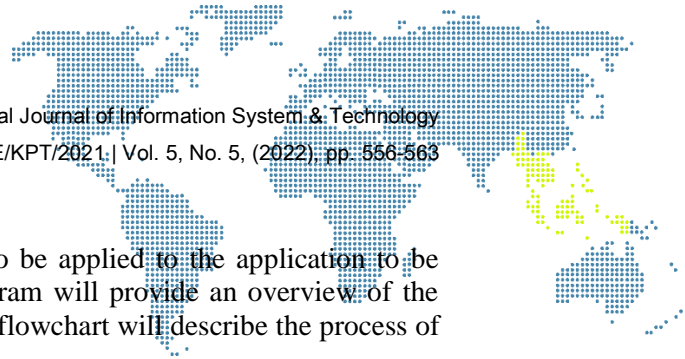 al Journal of Information System & Technology
E/KPT/2021 | Vol. 5, No. 5, (2022), pp. 556-563
o be applied to the application to be
ram will provide an overview of the
flowchart will describe the process of